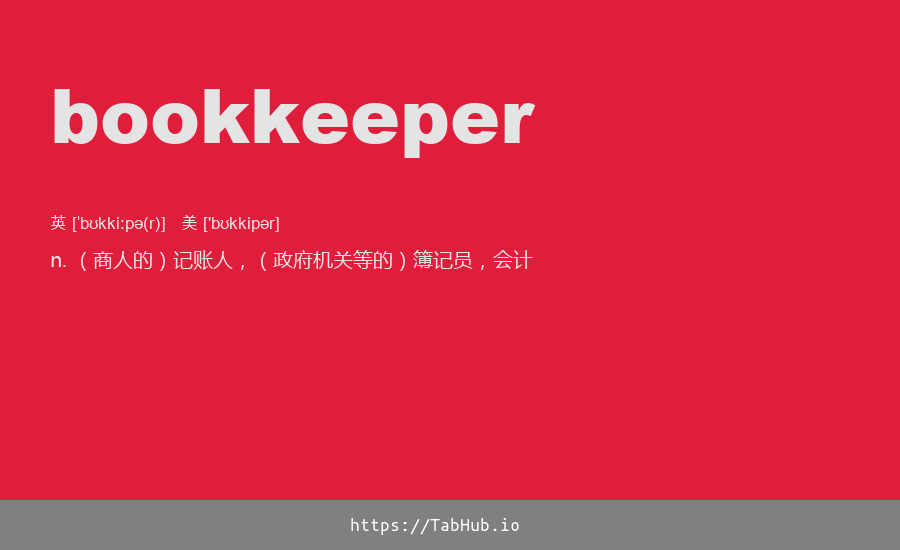 bookkeeper
英 [ˈbʊkkiːpə(r)] 美 ['bʊkkipər]
n. （商人的）记账人，（政府机关等的）簿记员，会计
https://TabHub.io